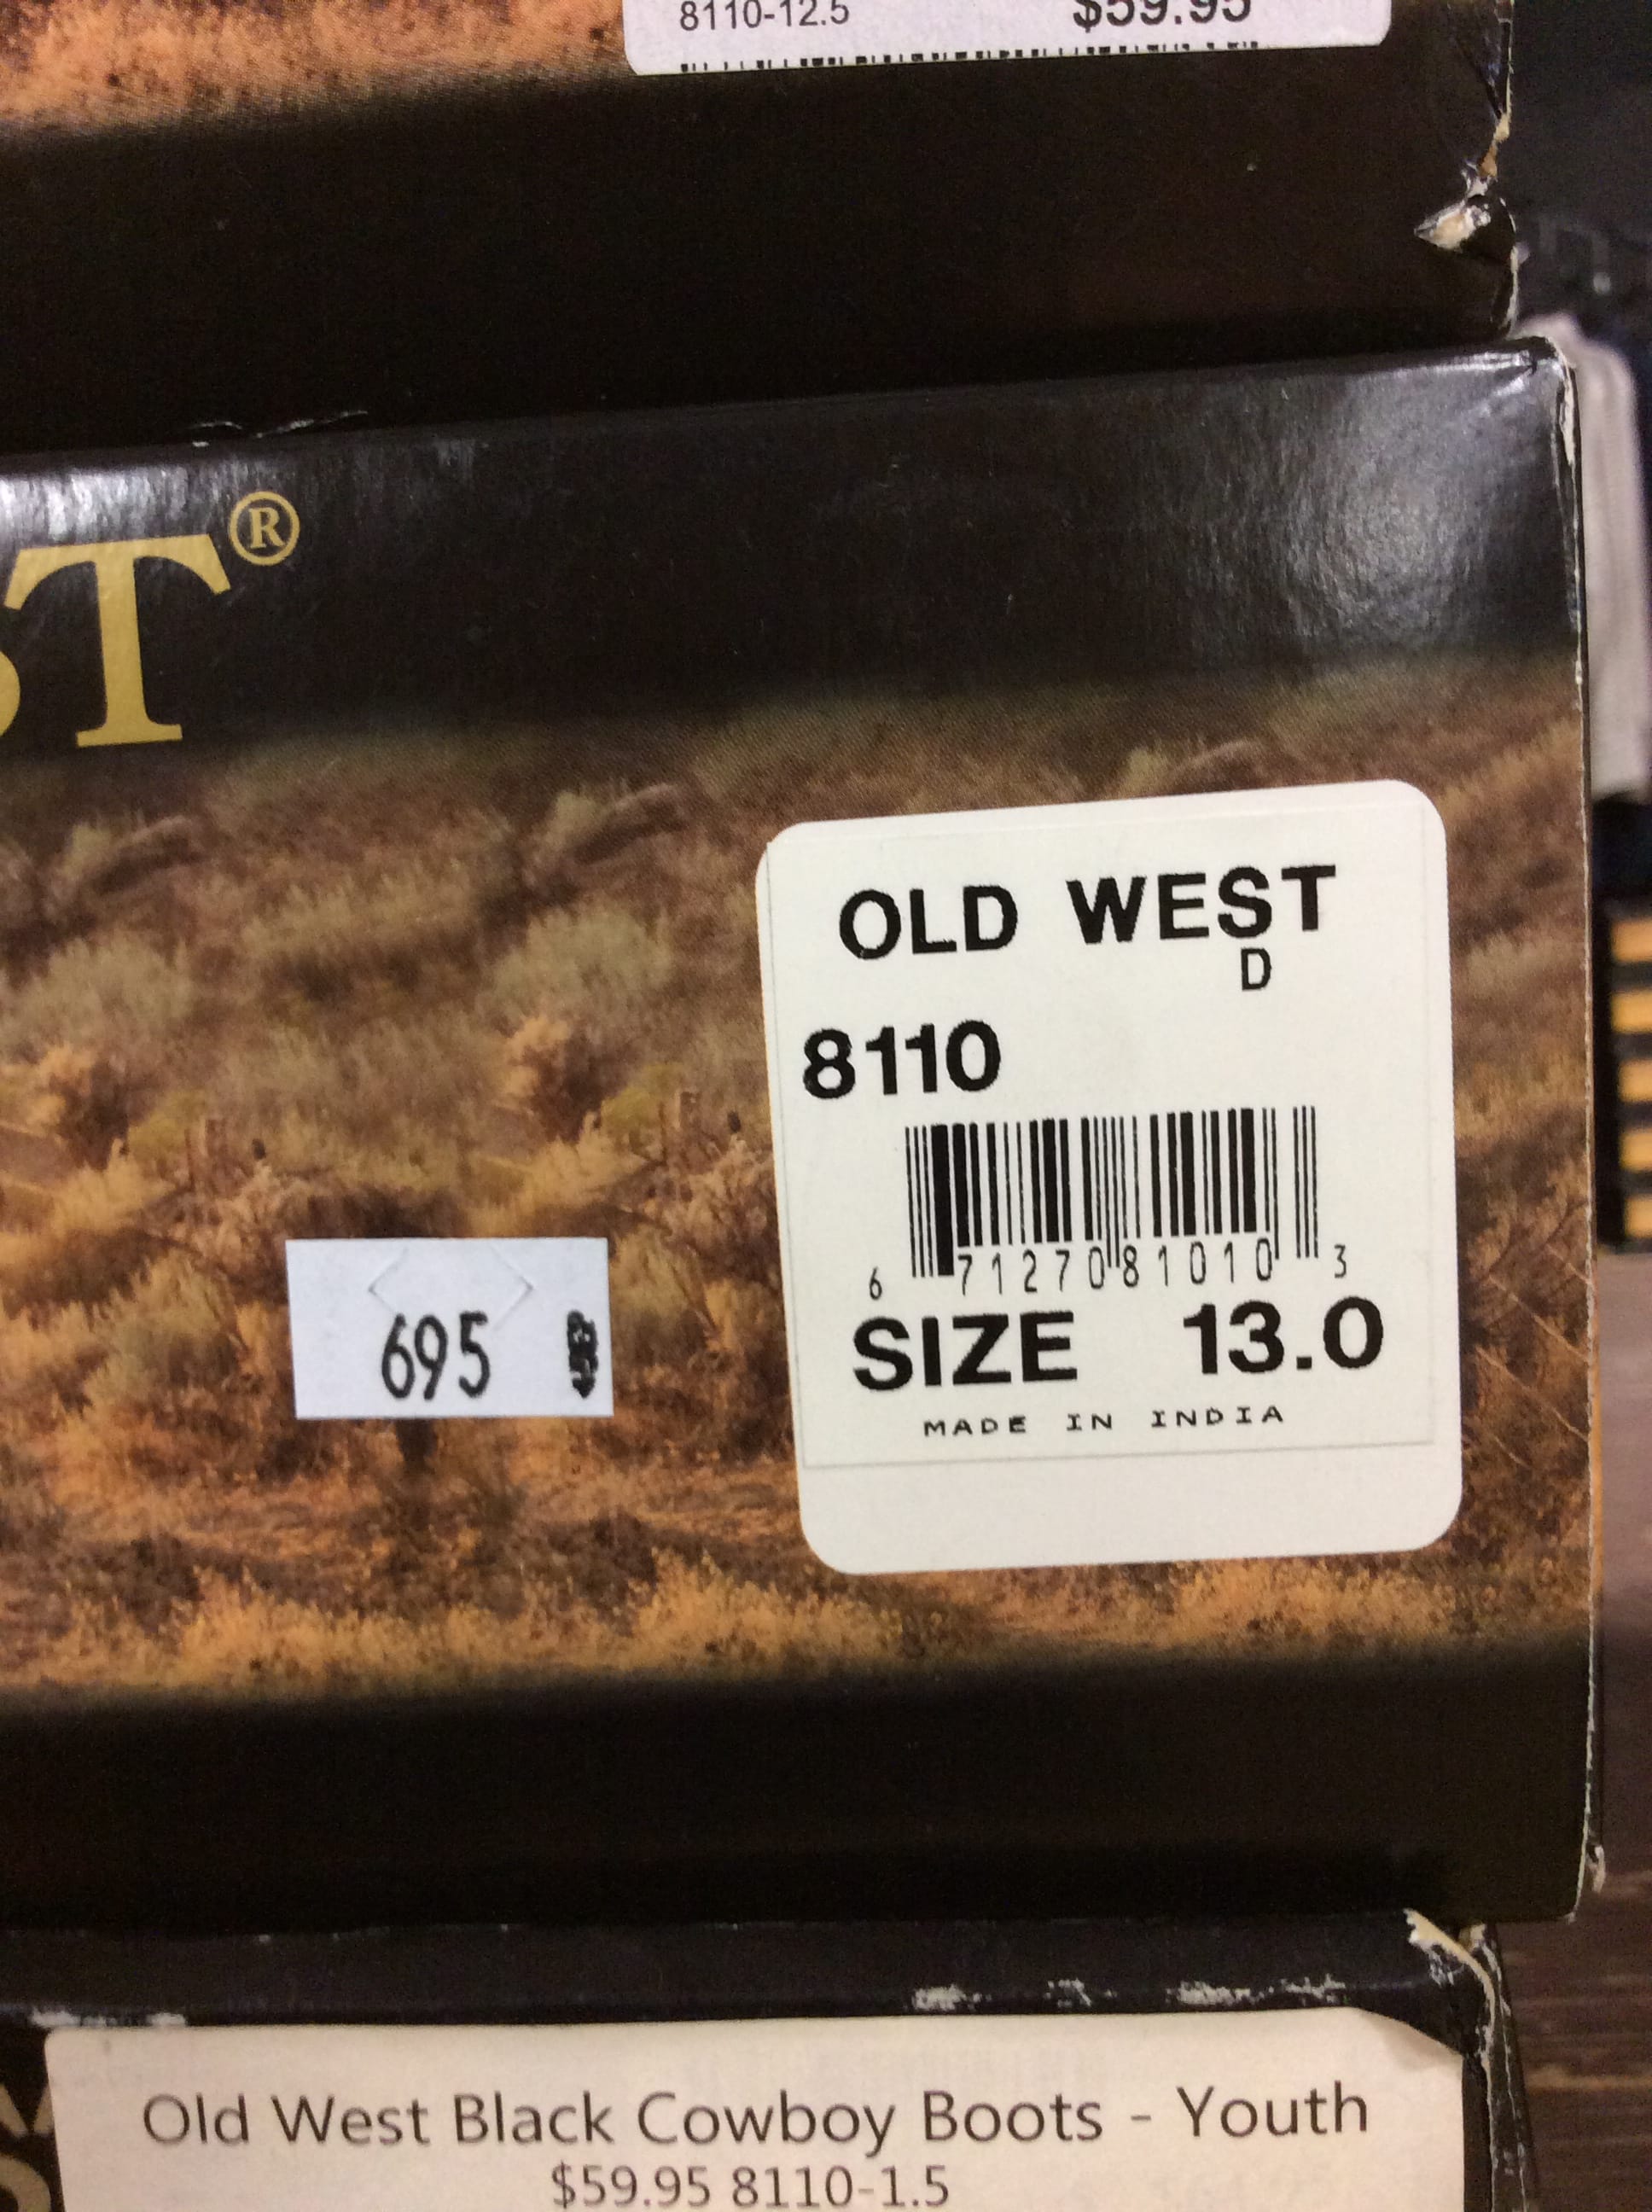 8110-12.5 $59.95
ST®
OLD WEST
D
8110
6 71270 81010 3
SIZE 13.0
MADE IN INDIA
695
Old West Black Cowboy Boots - Youth
$59.95 8110-1.5